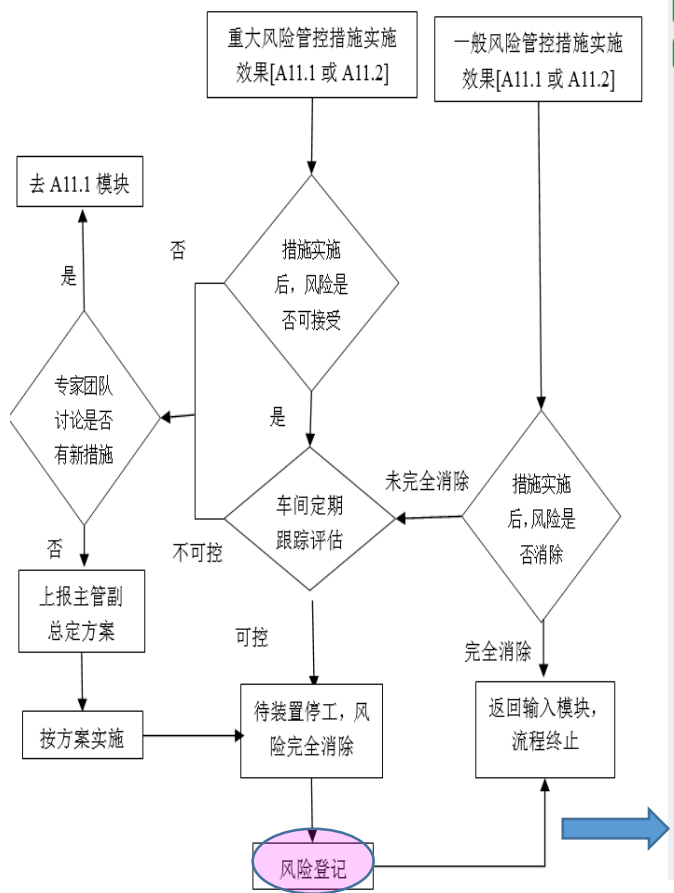 重大风险管控措施实施
效果[A11.1 或 A11.2]
一般风险管控措施实施
效果[A11.1 或 A11.2]
去 A11.1 模块
否
措施实施
后，风险是
否可接受
是
专家团队
讨论是否
有新措施
是
车间定期
跟踪评估
未完全消除
措施实施
后,风险是
否消除
否
不可控
上报主管副
总定方案
可控
完全消除
按方案实施
待装置停工，风
险完全消除
返回输入模块，
流程终止
风险登记